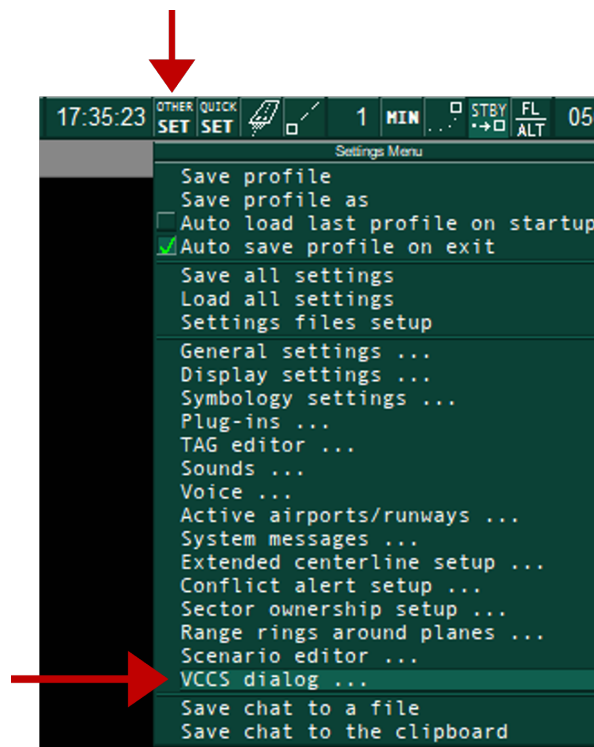 17:35:23 OTHER SET QUICK SET 1 MIN STBY FL ALT 05
Settings Menu
Save profile
Save profile as
Auto load last profile on startup
Auto save profile on exit
Save all settings
Load all settings
Settings files setup
General settings ...
Display settings ...
Symbology settings ...
Plug-ins ...
TAG editor ...
Sounds ...
Voice ...
Active airports/runways ...
System messages ...
Extended centerline setup ...
Conflict alert setup ...
Sector ownership setup ...
Range rings around planes ...
Scenario editor ...
VCCS dialog ...
Save chat to a file
Save chat to the clipboard